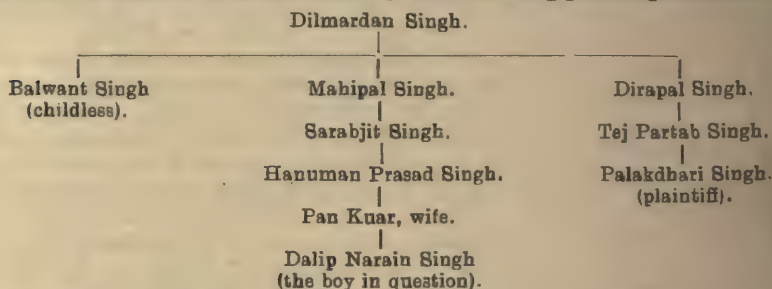 Dilmardan Singh.
Balwant Singh Mahipal Singh. Dirapal Singh.
(childless).
Sarabjit Singh. Tej Partab Singh.
Hanuman Prasad Singh. Palakdhari Singh.
(plaintiff).
Pan Kuar, wife.
Dalip Narain Singh
(the boy in question).